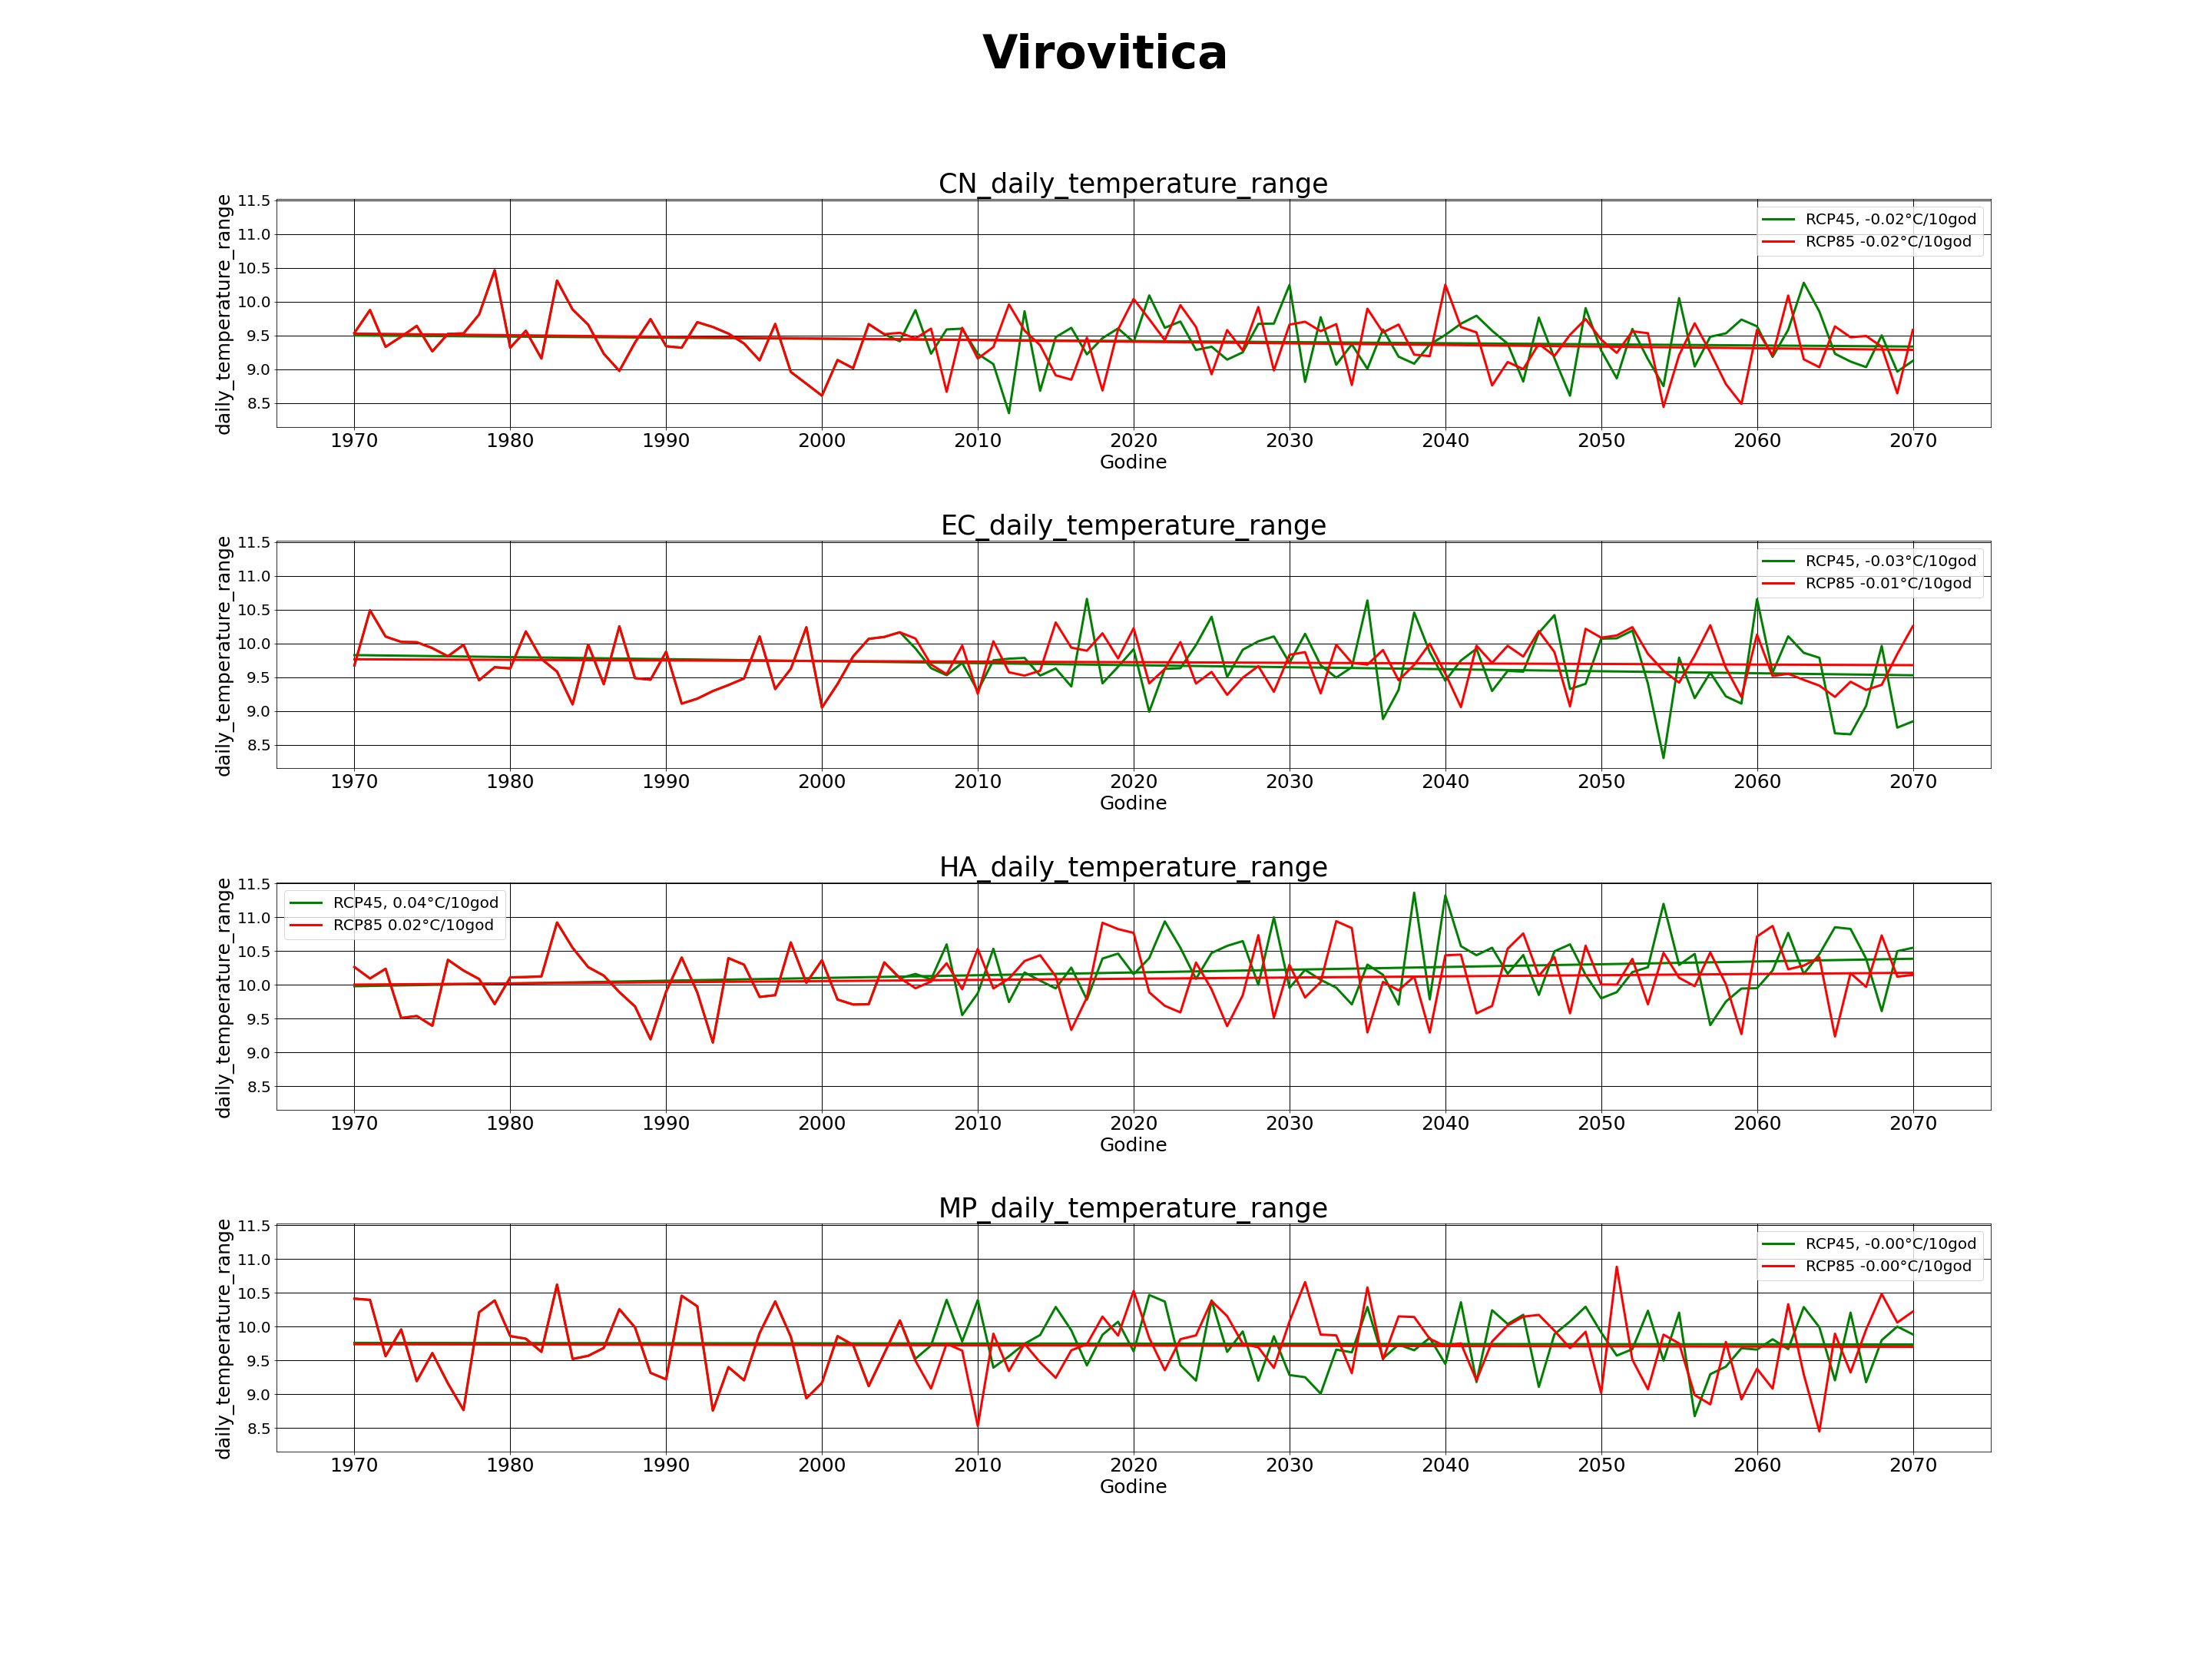 Virovitica
CN_daily_temperature_range
daily_temperature_range
11.5
11.0
10.5
10.0
9.5
9.0
8.5
RCP45, -0.02°C/10god
RCP85 -0.02°C/10god
1970 1980 1990 2000 2010 2020 2030 2040 2050 2060 2070
Godine
EC_daily_temperature_range
daily_temperature_range
11.5
11.0
10.5
10.0
9.5
9.0
8.5
RCP45, -0.03°C/10god
RCP85 -0.01°C/10god
1970 1980 1990 2000 2010 2020 2030 2040 2050 2060 2070
Godine
HA_daily_temperature_range
daily_temperature_range
11.5
11.0
10.5
10.0
9.5
9.0
8.5
RCP45, 0.04°C/10god
RCP85 0.02°C/10god
1970 1980 1990 2000 2010 2020 2030 2040 2050 2060 2070
Godine
MP_daily_temperature_range
daily_temperature_range
11.5
11.0
10.5
10.0
9.5
9.0
8.5
RCP45, -0.00°C/10god
RCP85 -0.00°C/10god
1970 1980 1990 2000 2010 2020 2030 2040 2050 2060 2070
Godine